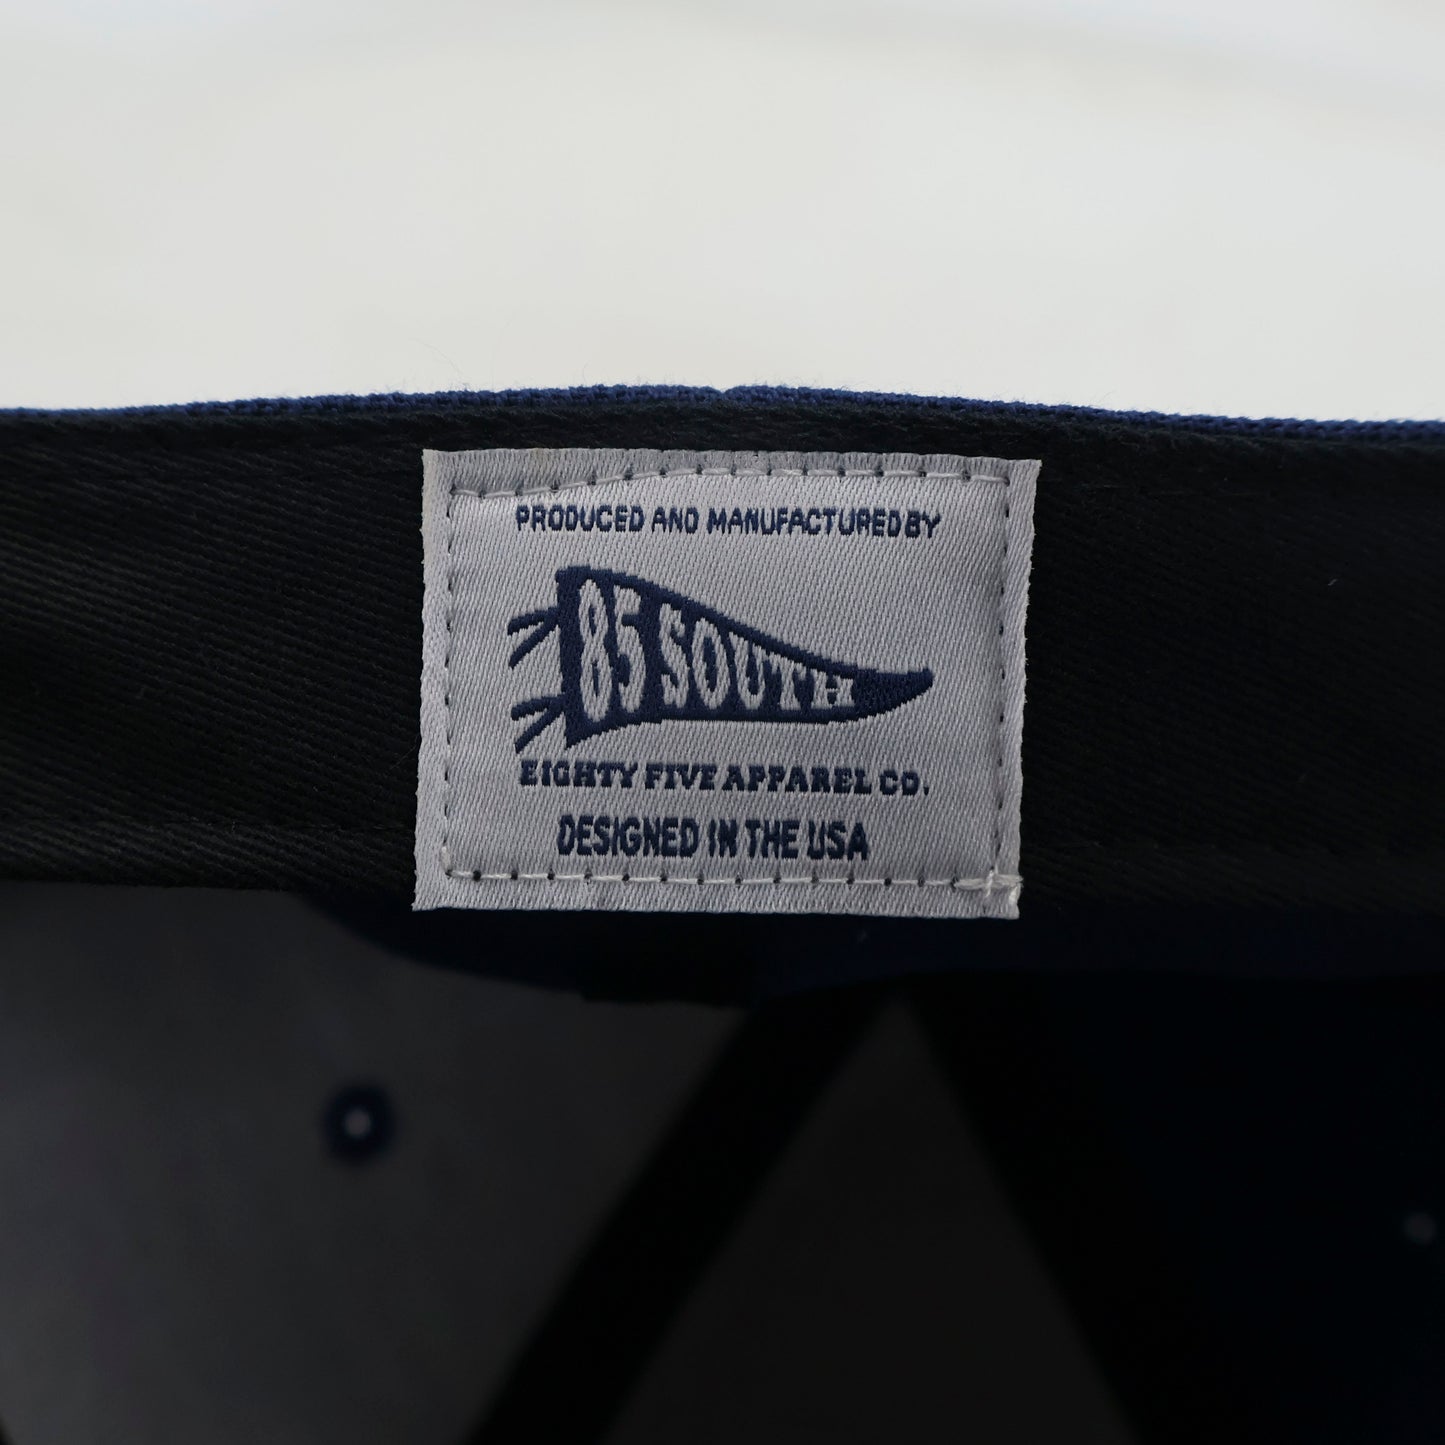 PRODUCED AND MANUFACTURED BY
85 SOUTH
EIGHTY FIVE APPAREL CO.
DESIGNED IN THE USA